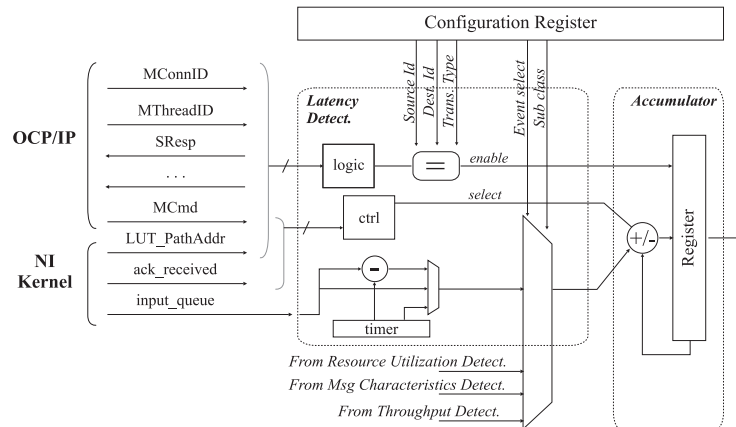 Configuration Register
Source Id
Dest. Id
Trans. Type
Event select
Sub class
Latency
Detect.
Accumulator
OCP/IP
MConnID
MThreadID
SResp
. . .
MCmd
logic
=
enable
ctrl
select
NI
Kernel
LUT_PathAddr
ack_received
input_queue
-
timer
+/-
Register
From Resource Utilization Detect.
From Msg Characteristics Detect.
From Throughput Detect.